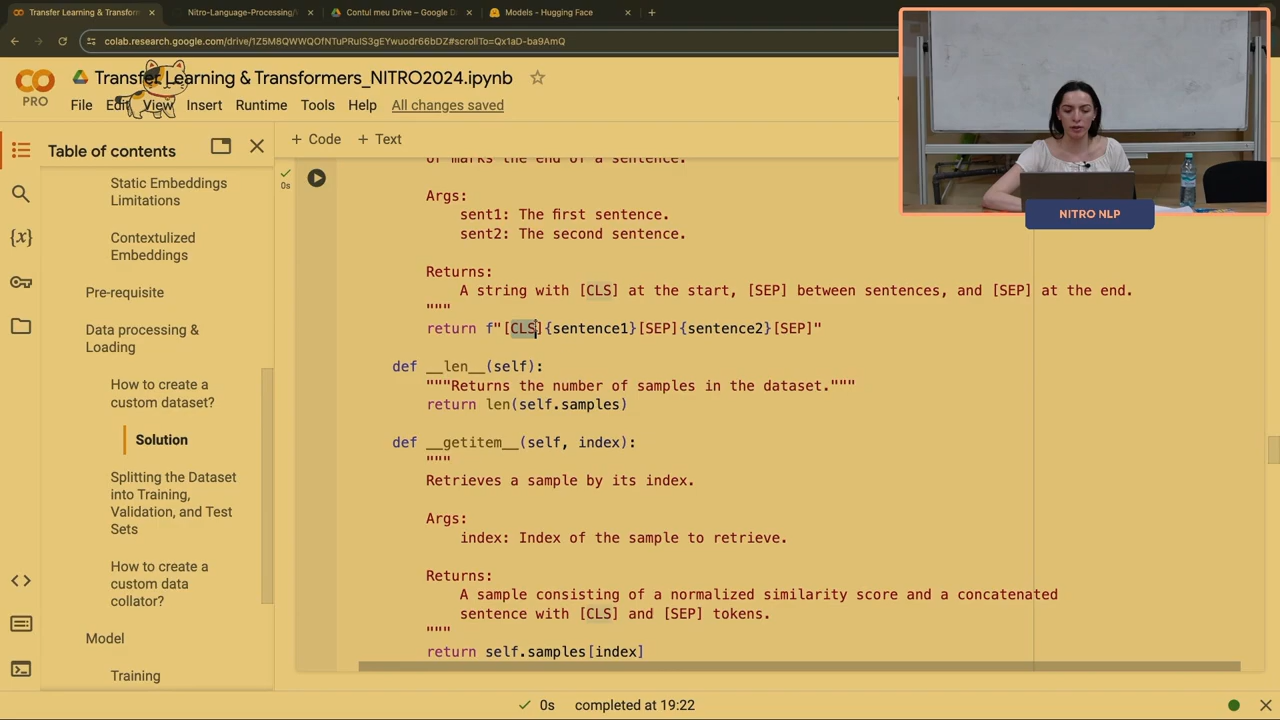 Transfer Learning & Transform
Nitro-Language-Processing/
Contul meu Drive – Google D
Models - Hugging Face
colab.research.google.com/drive/1Z5M8QWWQOfNTuPRuIS3gEYwuodr66bDZ#scrollTo=Qx1aD-ba9AmQ
PRO
Transfer Learning & Transformers_NITRO2024.ipynb
File Edit View Insert Runtime Tools Help All changes saved
NITRO NLP
Table of contents
Static Embeddings
Limitations
Contextulized
Embeddings
Pre-requisite
Data processing &
Loading
How to create a
custom dataset?
Solution
Splitting the Dataset
into Training,
Validation, and Test
Sets
How to create a
custom data
collator?
Model
Training
+ Code + Text
0s
or marks the end of a sentence.
Args:
sent1: The first sentence.
sent2: The second sentence.
Returns:
A string with [CLS] at the start, [SEP] between sentences, and [SEP] at the end.
"""
return f"[CLS]{sentence1}[SEP]{sentence2}[SEP]"
def __len__(self):
"""Returns the number of samples in the dataset."""
return len(self.samples)
def __getitem__(self, index):
"""
Retrieves a sample by its index.
Args:
index: Index of the sample to retrieve.
Returns:
A sample consisting of a normalized similarity score and a concatenated
sentence with [CLS] and [SEP] tokens.
"""
return self.samples[index]
0s completed at 19:22